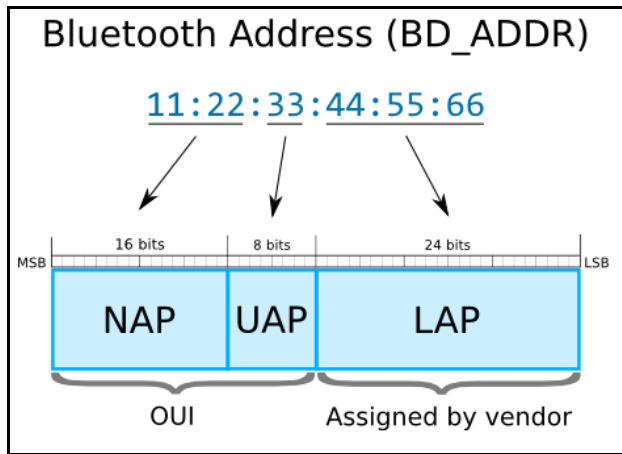 Bluetooth Address (BD_ADDR)
11:22:33:44:55:66
16 bits 8 bits 24 bits
MSB LSB
NAP UAP LAP
OUI Assigned by vendor